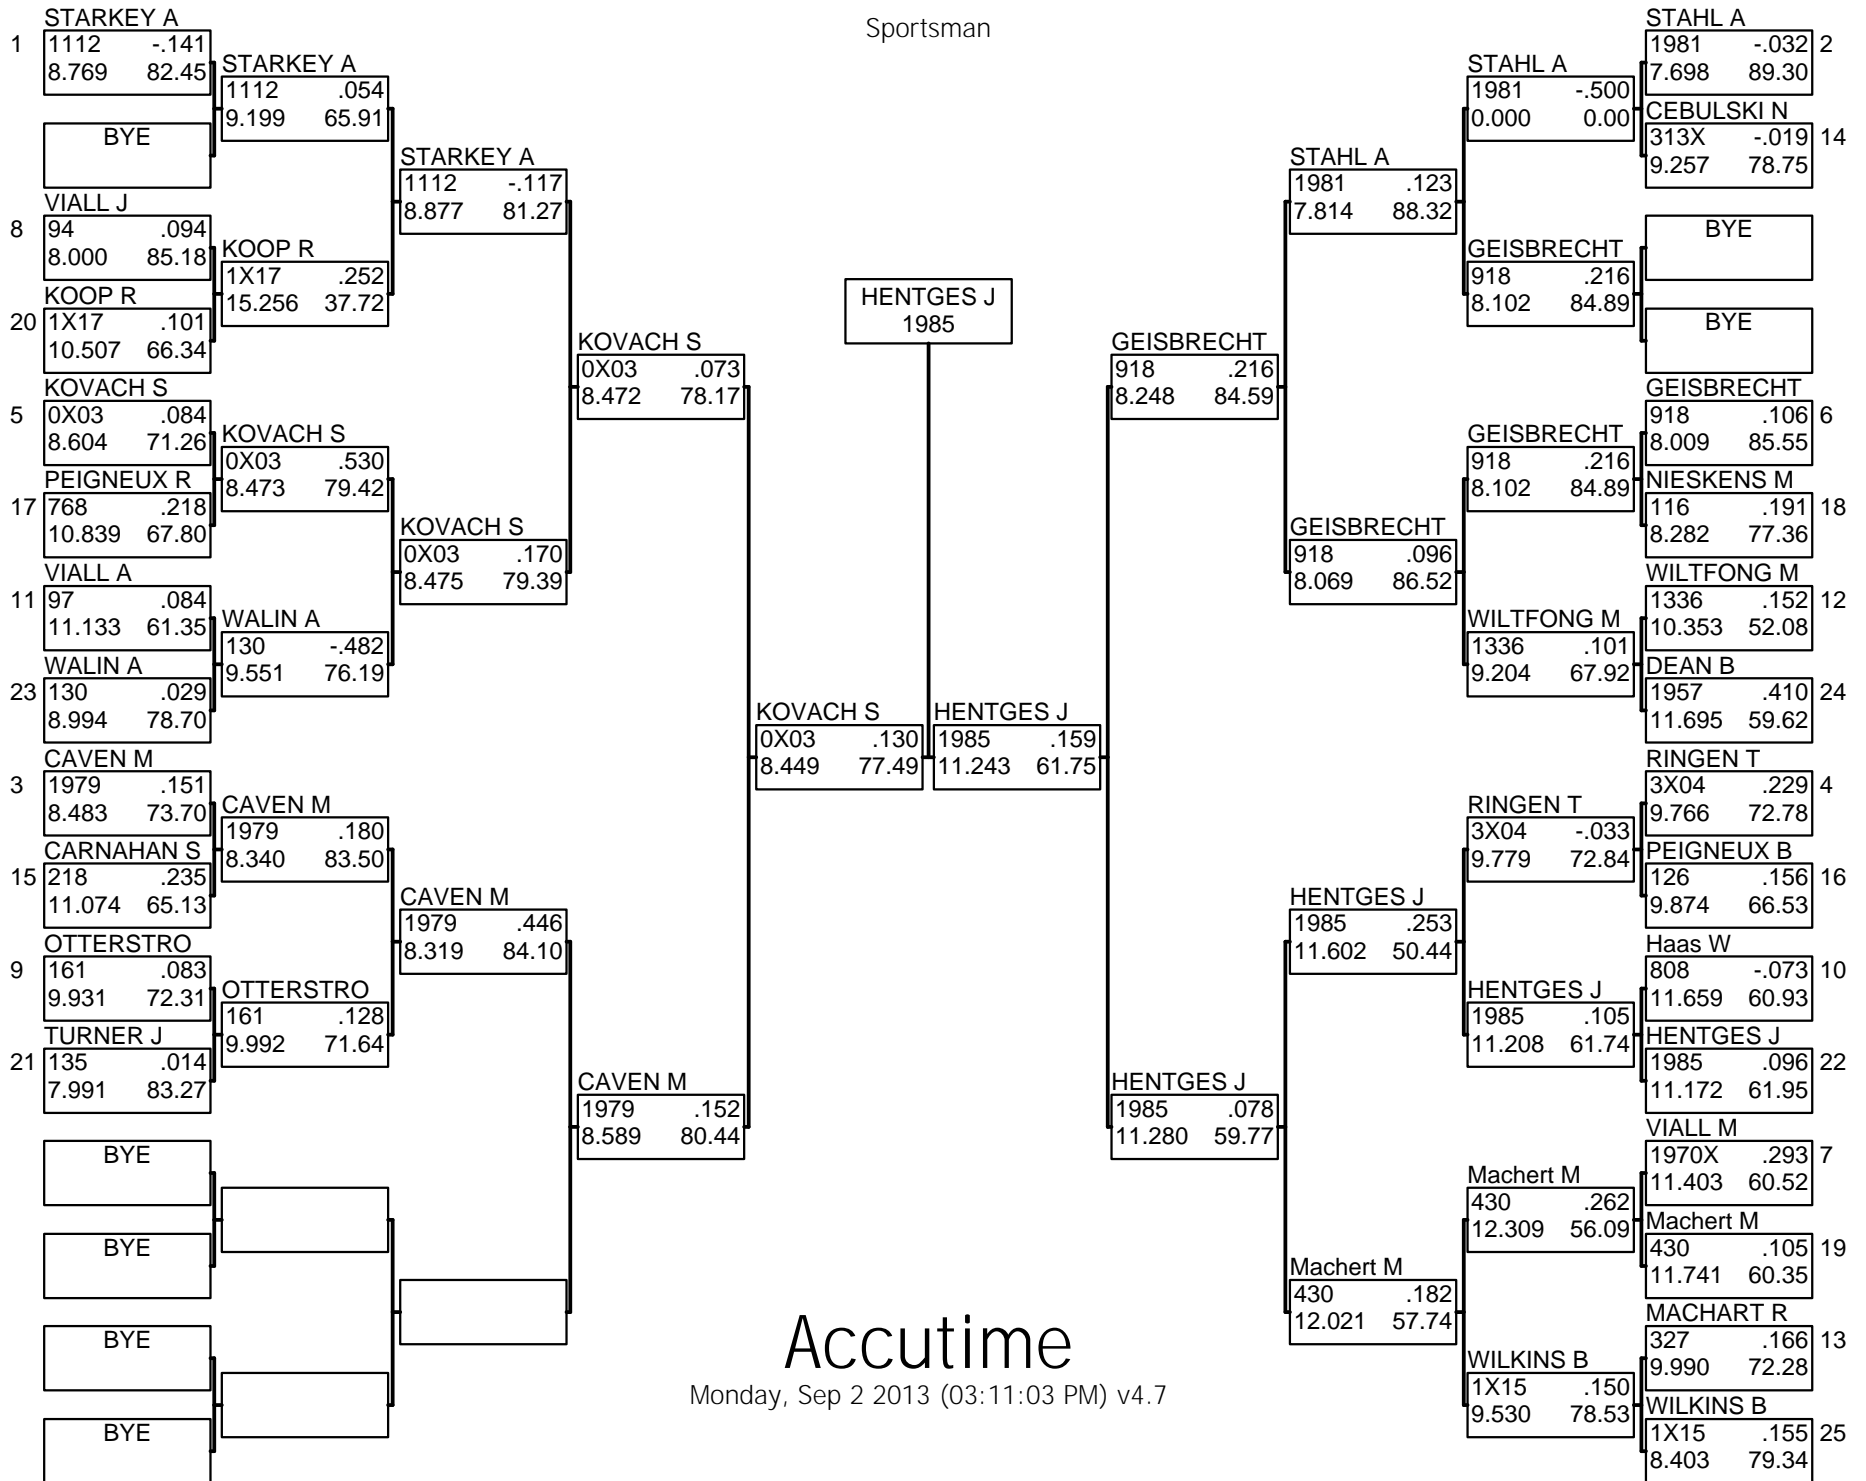 Sportsman
STARKEY A
1 1112 -.141
8.769 82.45
BYE
VIALL J
8 94 .094
8.000 85.18
KOOP R
20 1X17 .101
10.507 66.34
KOVACH S
5 0X03 .084
8.604 71.26
PEIGNEUX R
17 768 .218
10.839 67.80
VIALL A
11 97 .084
11.133 61.35
WALIN A
23 130 .029
8.994 78.70
CAVEN M
3 1979 .151
8.483 73.70
CARNAHAN S
15 218 .235
11.074 65.13
OTTERSTRO
9 161 .083
9.931 72.31
TURNER J
21 135 .014
7.991 83.27
BYE
BYE
BYE
BYE
STARKEY A
1112 .054
9.199 65.91
KOOP R
1X17 .252
15.256 37.72
KOVACH S
0X03 .530
8.473 79.42
WALIN A
130 -.482
9.551 76.19
CAVEN M
1979 .180
8.340 83.50
OTTERSTRO
161 .128
9.992 71.64
STARKEY A
1112 -.117
8.877 81.27
KOVACH S
0X03 .170
8.475 79.39
CAVEN M
1979 .446
8.319 84.10
KOVACH S
0X03 .073
8.472 78.17
CAVEN M
1979 .152
8.589 80.44
KOVACH S
0X03 .130
8.449 77.49
HENTGES J
1985
HENTGES J
1985 .159
11.243 61.75
GEISBRECHT
918 .216
8.248 84.59
HENTGES J
1985 .078
11.280 59.77
STAHL A
1981 .123
7.814 88.32
GEISBRECHT
918 .096
8.069 86.52
HENTGES J
1985 .253
11.602 50.44
Machert M
430 .182
12.021 57.74
STAHL A
1981 -.500
0.000 0.00
GEISBRECHT
918 .216
8.102 84.89
GEISBRECHT
918 .216
8.102 84.89
WILTFONG M
1336 .101
9.204 67.92
RINGEN T
3X04 -.033
9.779 72.84
HENTGES J
1985 .105
11.208 61.74
Machert M
430 .262
12.309 56.09
WILKINS B
1X15 .150
9.530 78.53
STAHL A
1981 -.032 2
7.698 89.30
CEBULSKI N
313X -.019 14
9.257 78.75
BYE
BYE
GEISBRECHT
918 .106 6
8.009 85.55
NIESKENS M
116 .191 18
8.282 77.36
WILTFONG M
1336 .152 12
10.353 52.08
DEAN B
1957 .410 24
11.695 59.62
RINGEN T
3X04 .229 4
9.766 72.78
PEIGNEUX B
126 .156 16
9.874 66.53
Haas W
808 -.073 10
11.659 60.93
HENTGES J
1985 .096 22
11.172 61.95
VIALL M
1970X .293 7
11.403 60.52
Machert M
430 .105 19
11.741 60.35
MACHART R
327 .166 13
9.990 72.28
WILKINS B
1X15 .155 25
8.403 79.34
Accutime
Monday, Sep 2 2013 (03:11:03 PM) v4.7